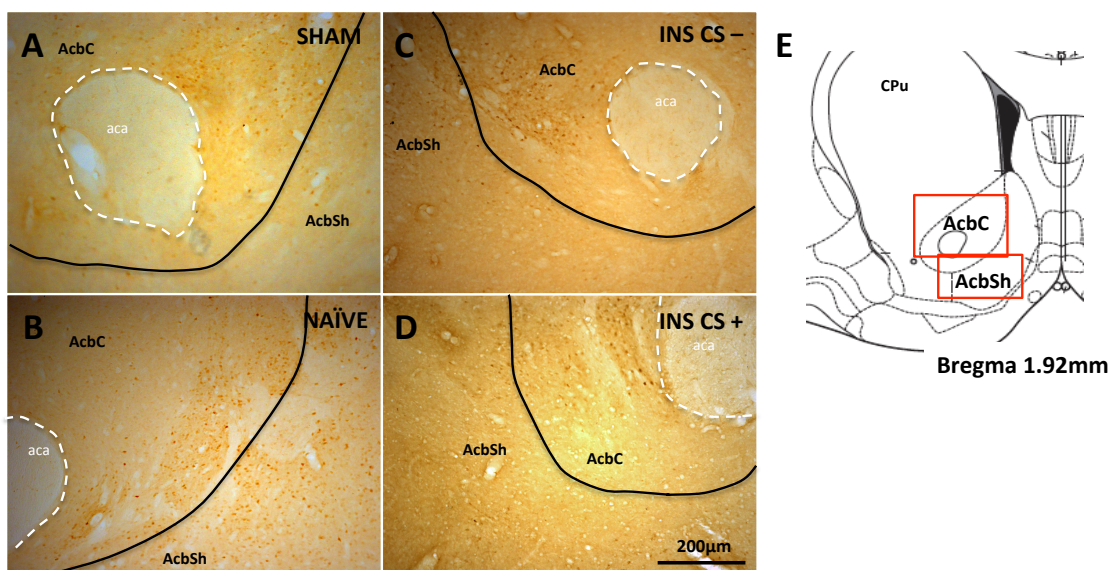 A
SHAM
AcbC
aca
AcbSh
B
NAÏVE
AcbC
aca
AcbSh
C
INS CS –
AcbC
aca
AcbSh
D
INS CS +
aca
AcbSh
AcbC
200μm
E
CPu
AcbC
AcbSh
Bregma 1.92mm